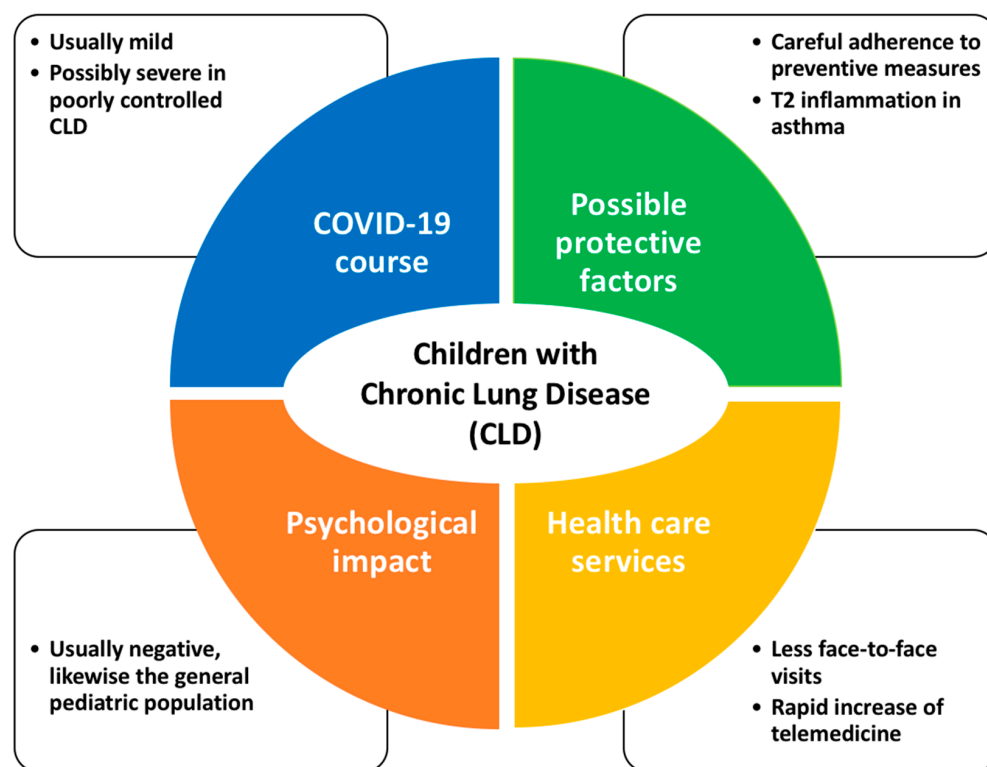 • Usually mild
• Possibly severe in
poorly controlled
CLD
• Careful adherence to
preventive measures
• T2 inflammation in
asthma
COVID-19
course
Possible
protective
factors
Children with
Chronic Lung Disease
(CLD)
Psychological
impact
Health care
services
• Usually negative,
likewise the general
pediatric population
• Less face-to-face
visits
• Rapid increase of
telemedicine